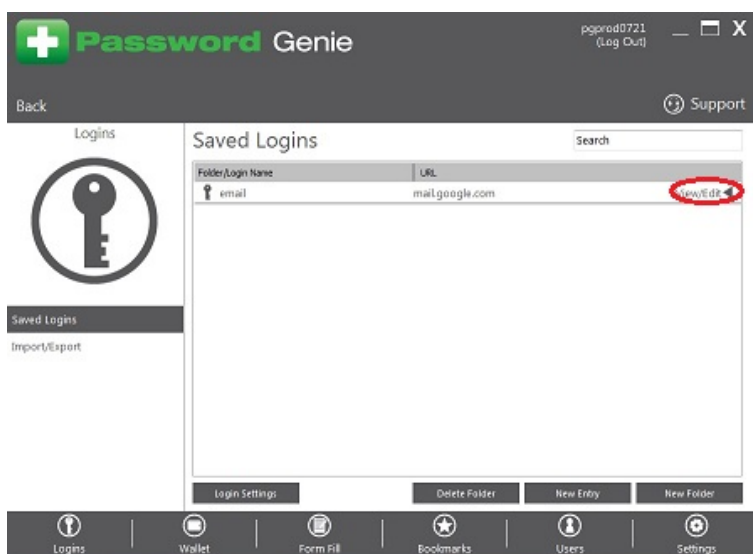 Password Genie
pgprod0721
(Log Out)
X
Back
Support
Logins
Saved Logins
Search
Folder/Login Name
URL
email
mail.google.com
View/Edit
Saved Logins
Import/Export
Login Settings
Delete Folder
New Entry
New Folder
Logins
Wallet
Form Fill
Bookmarks
Users
Settings